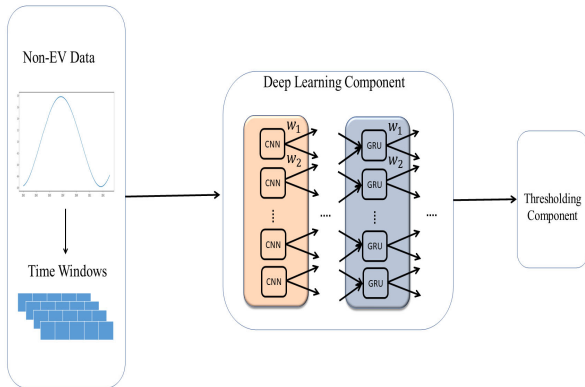 Non-EV Data
Time Windows
Deep Learning Component
CNN
w₁
CNN
w₂
⋮
CNN
CNN
....
GRU
w₁
GRU
w₂
⋮
GRU
GRU
....
Thresholding
Component